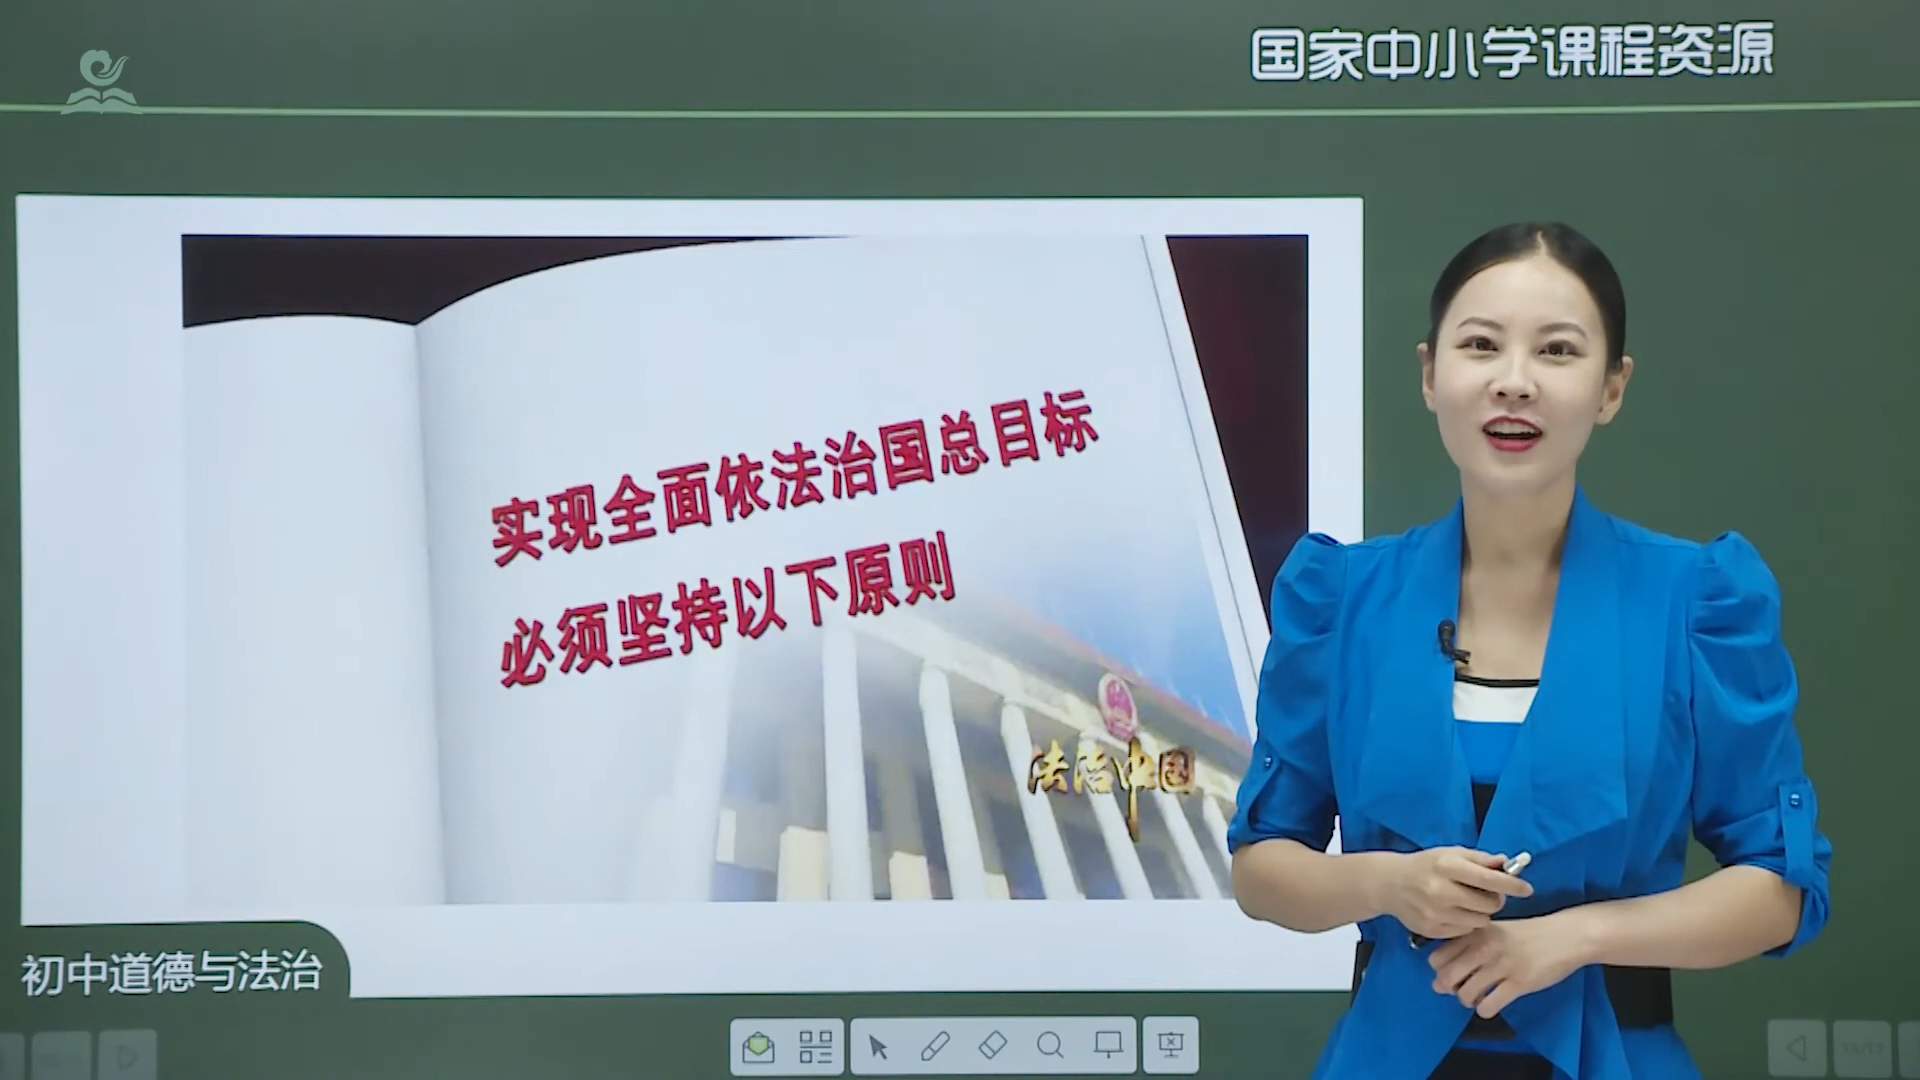 国家中小学课程资源
实现全面依法治国总目标
必须坚持以下原则
法治中国
初中道德与法治